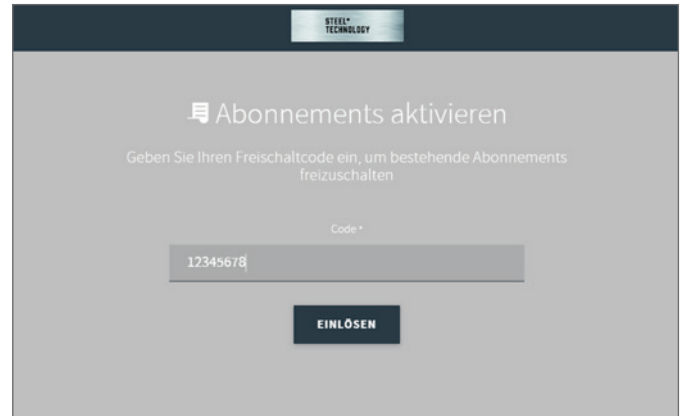 STEEL+
TECHNOLOGY
Abonnements aktivieren
Geben Sie Ihren Freischaltcode ein, um bestehende Abonnements
freizuschalten
Code *
12345678
EINLÖSEN